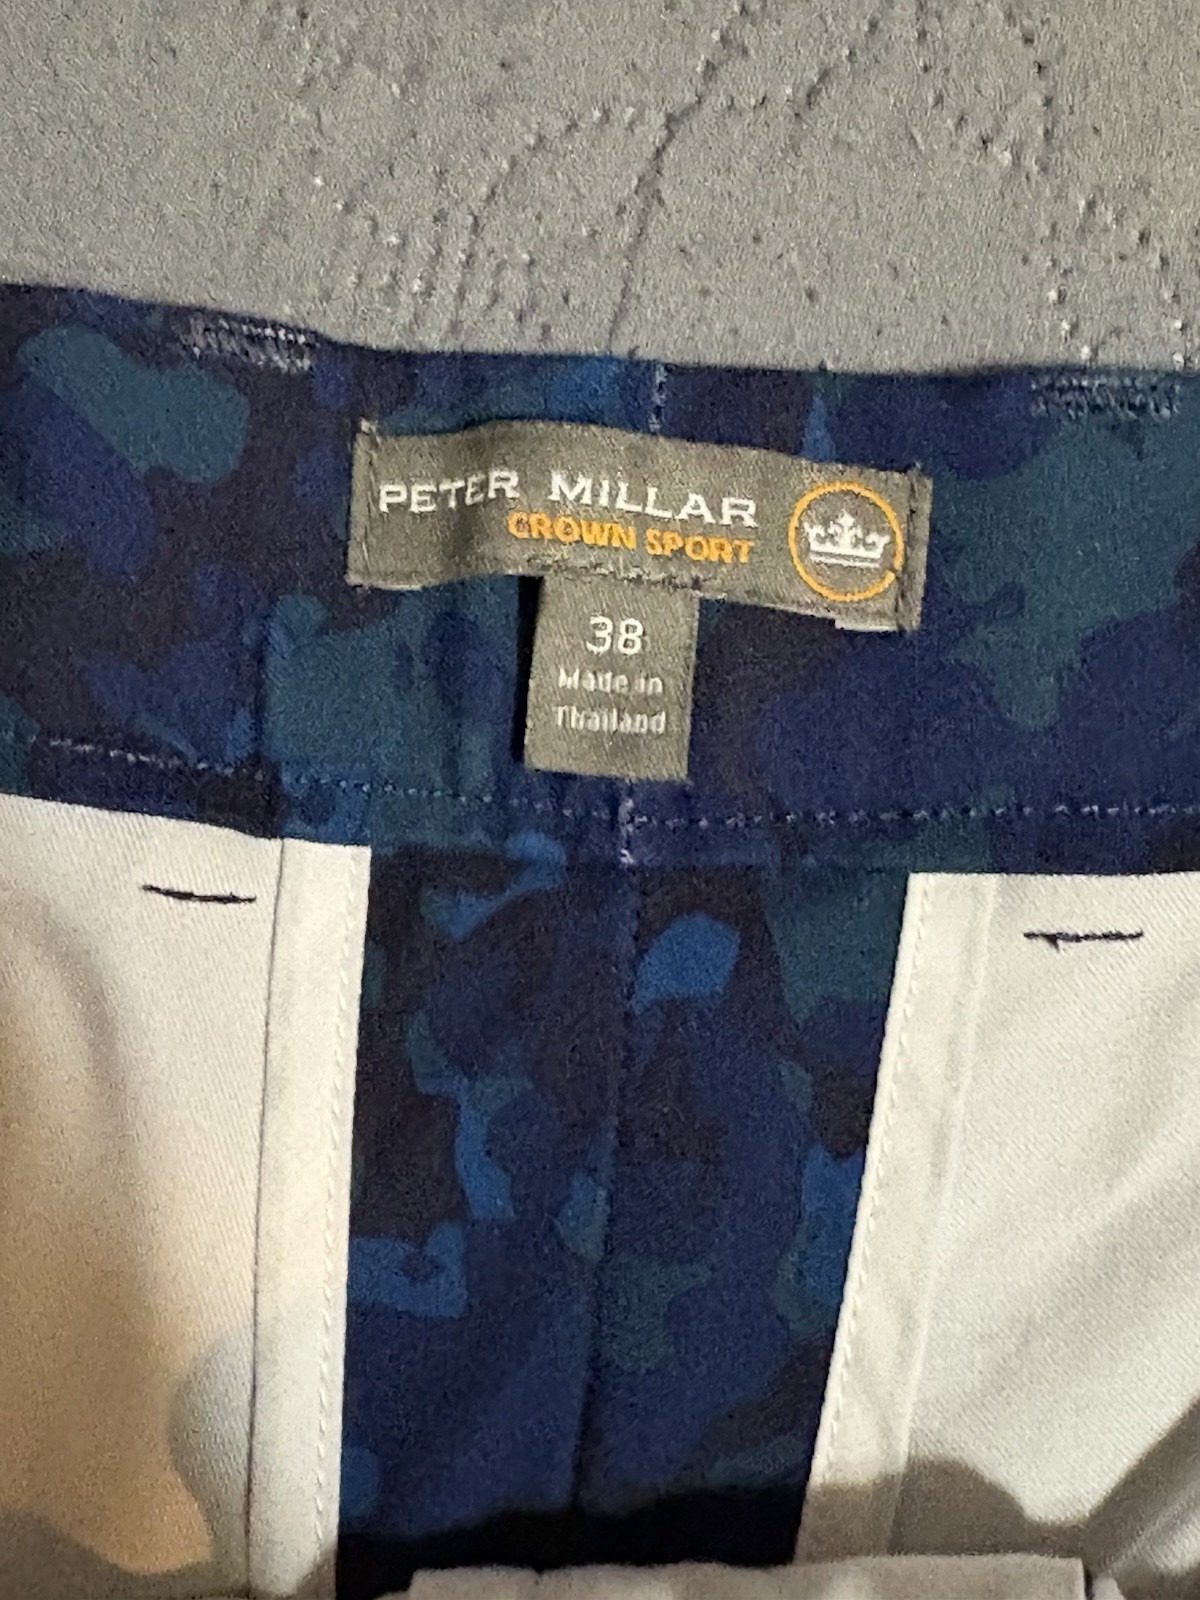 PETER MILLAR
CROWN SPORT
38
Made in
Thailand